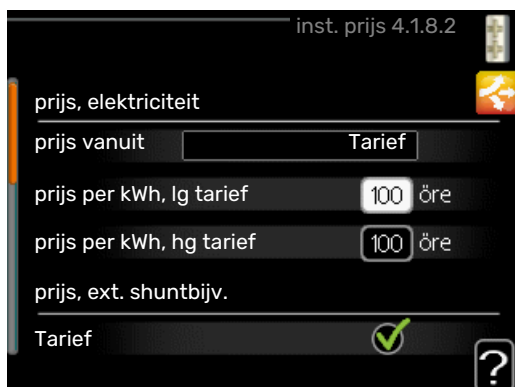 inst. prijs 4.1.8.2
prijs, elektriciteit
prijs vanuit Tarief
prijs per kWh, lg tarief 100 öre
prijs per kWh, hg tarief 100 öre
prijs, ext. shuntbijv.
Tarief
?